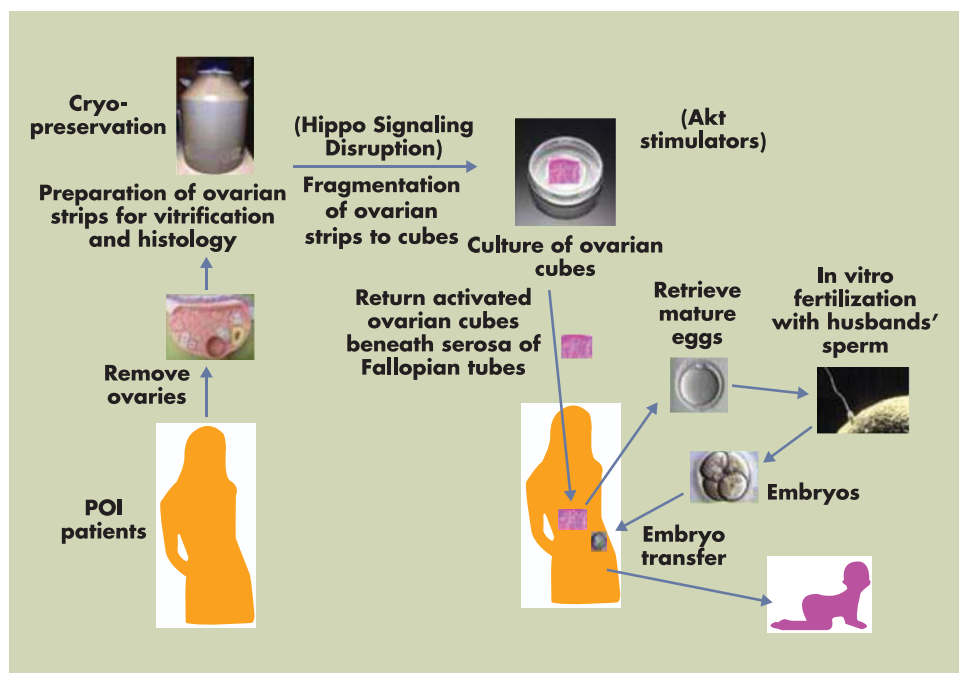 Cryo-
preservation
Preparation of ovarian
strips for vitrification
and histology
Remove
ovaries
POI
patients
(Hippo Signaling
Disruption)
Fragmentation
of ovarian
strips to cubes
(Akt
stimulators)
Culture of ovarian
cubes
Return activated
ovarian cubes
beneath serosa of
Fallopian tubes
Retrieve
mature
eggs
In vitro
fertilization
with husbands’
sperm
Embryos
Embryo
transfer